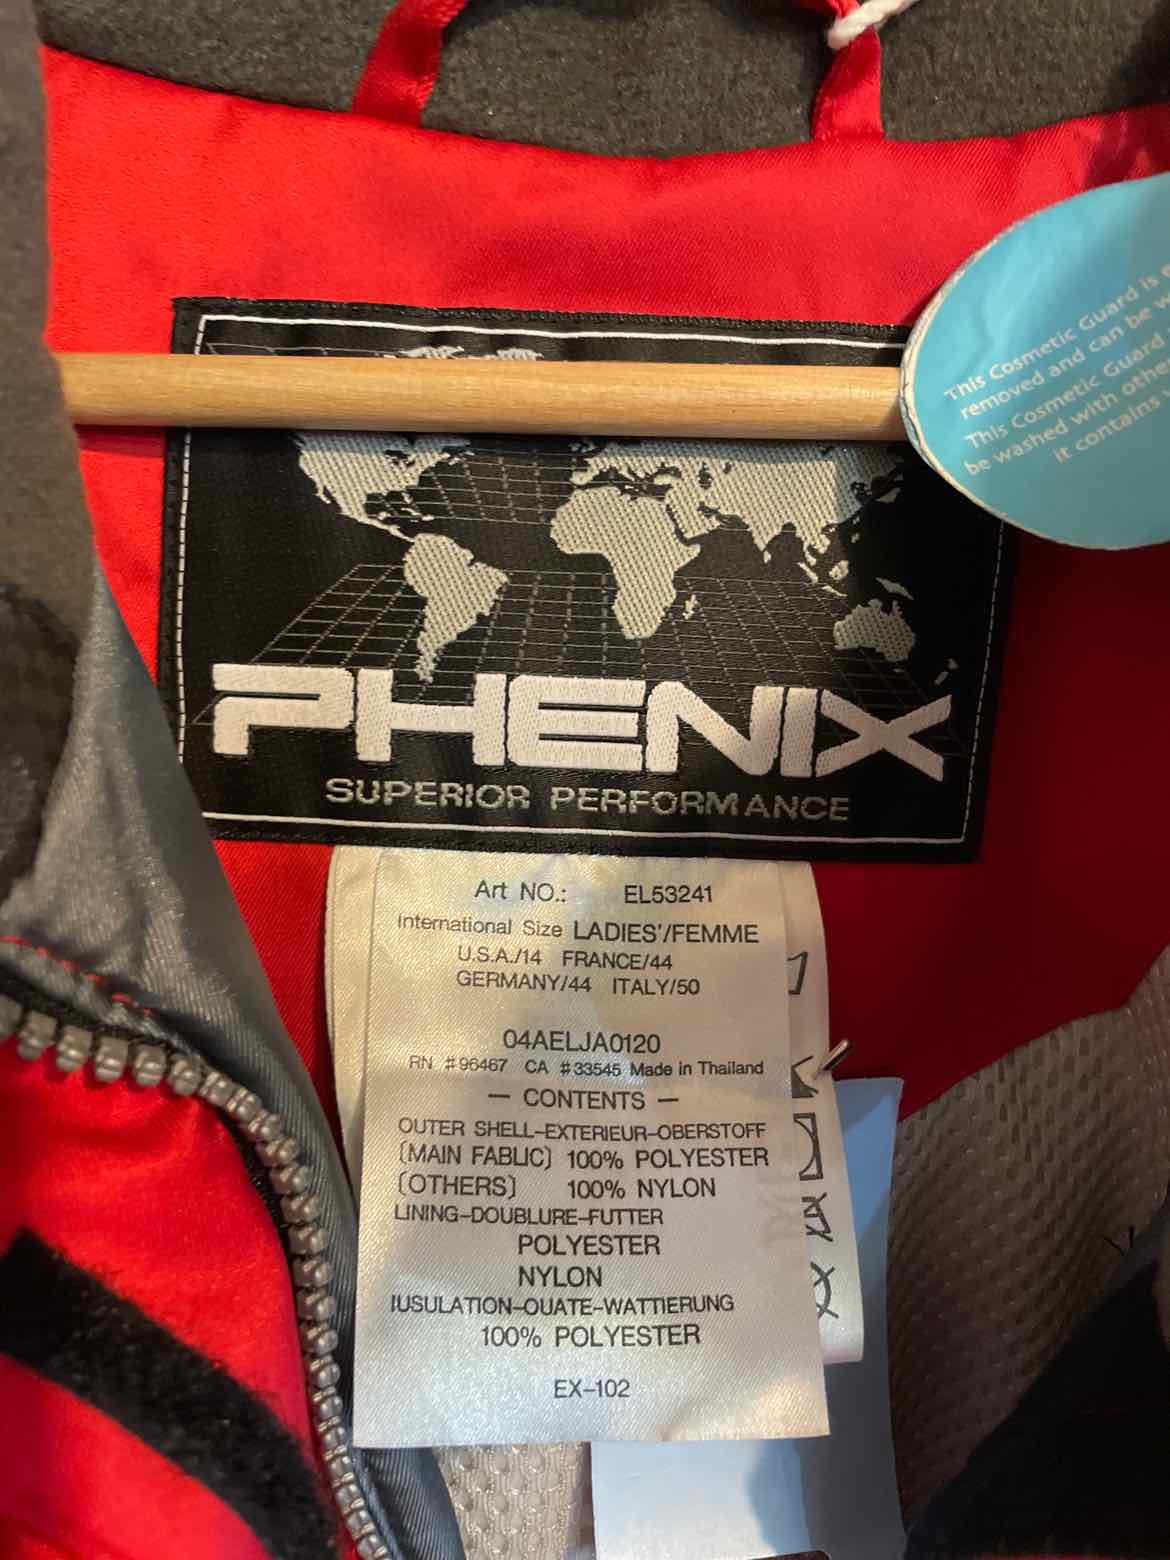 This Cosmetic Guard is
removed and can be
This Cosmetic Guard
be washed with other
it contains
PHENIX
SUPERIOR PERFORMANCE
Art NO.: EL53241
International Size LADIES'/FEMME
U.S.A./14 FRANCE/44
GERMANY/44 ITALY/50
04AELJA0120
RN #96467 CA #33545 Made in Thailand
— CONTENTS —
OUTER SHELL-EXTERIEUR-OBERSTOFF
(MAIN FABLIC) 100% POLYESTER
(OTHERS) 100% NYLON
LINING-DOUBLURE-FUTTER
POLYESTER
NYLON
IUSULATION-OUATE-WATTIERUNG
100% POLYESTER
EX-102